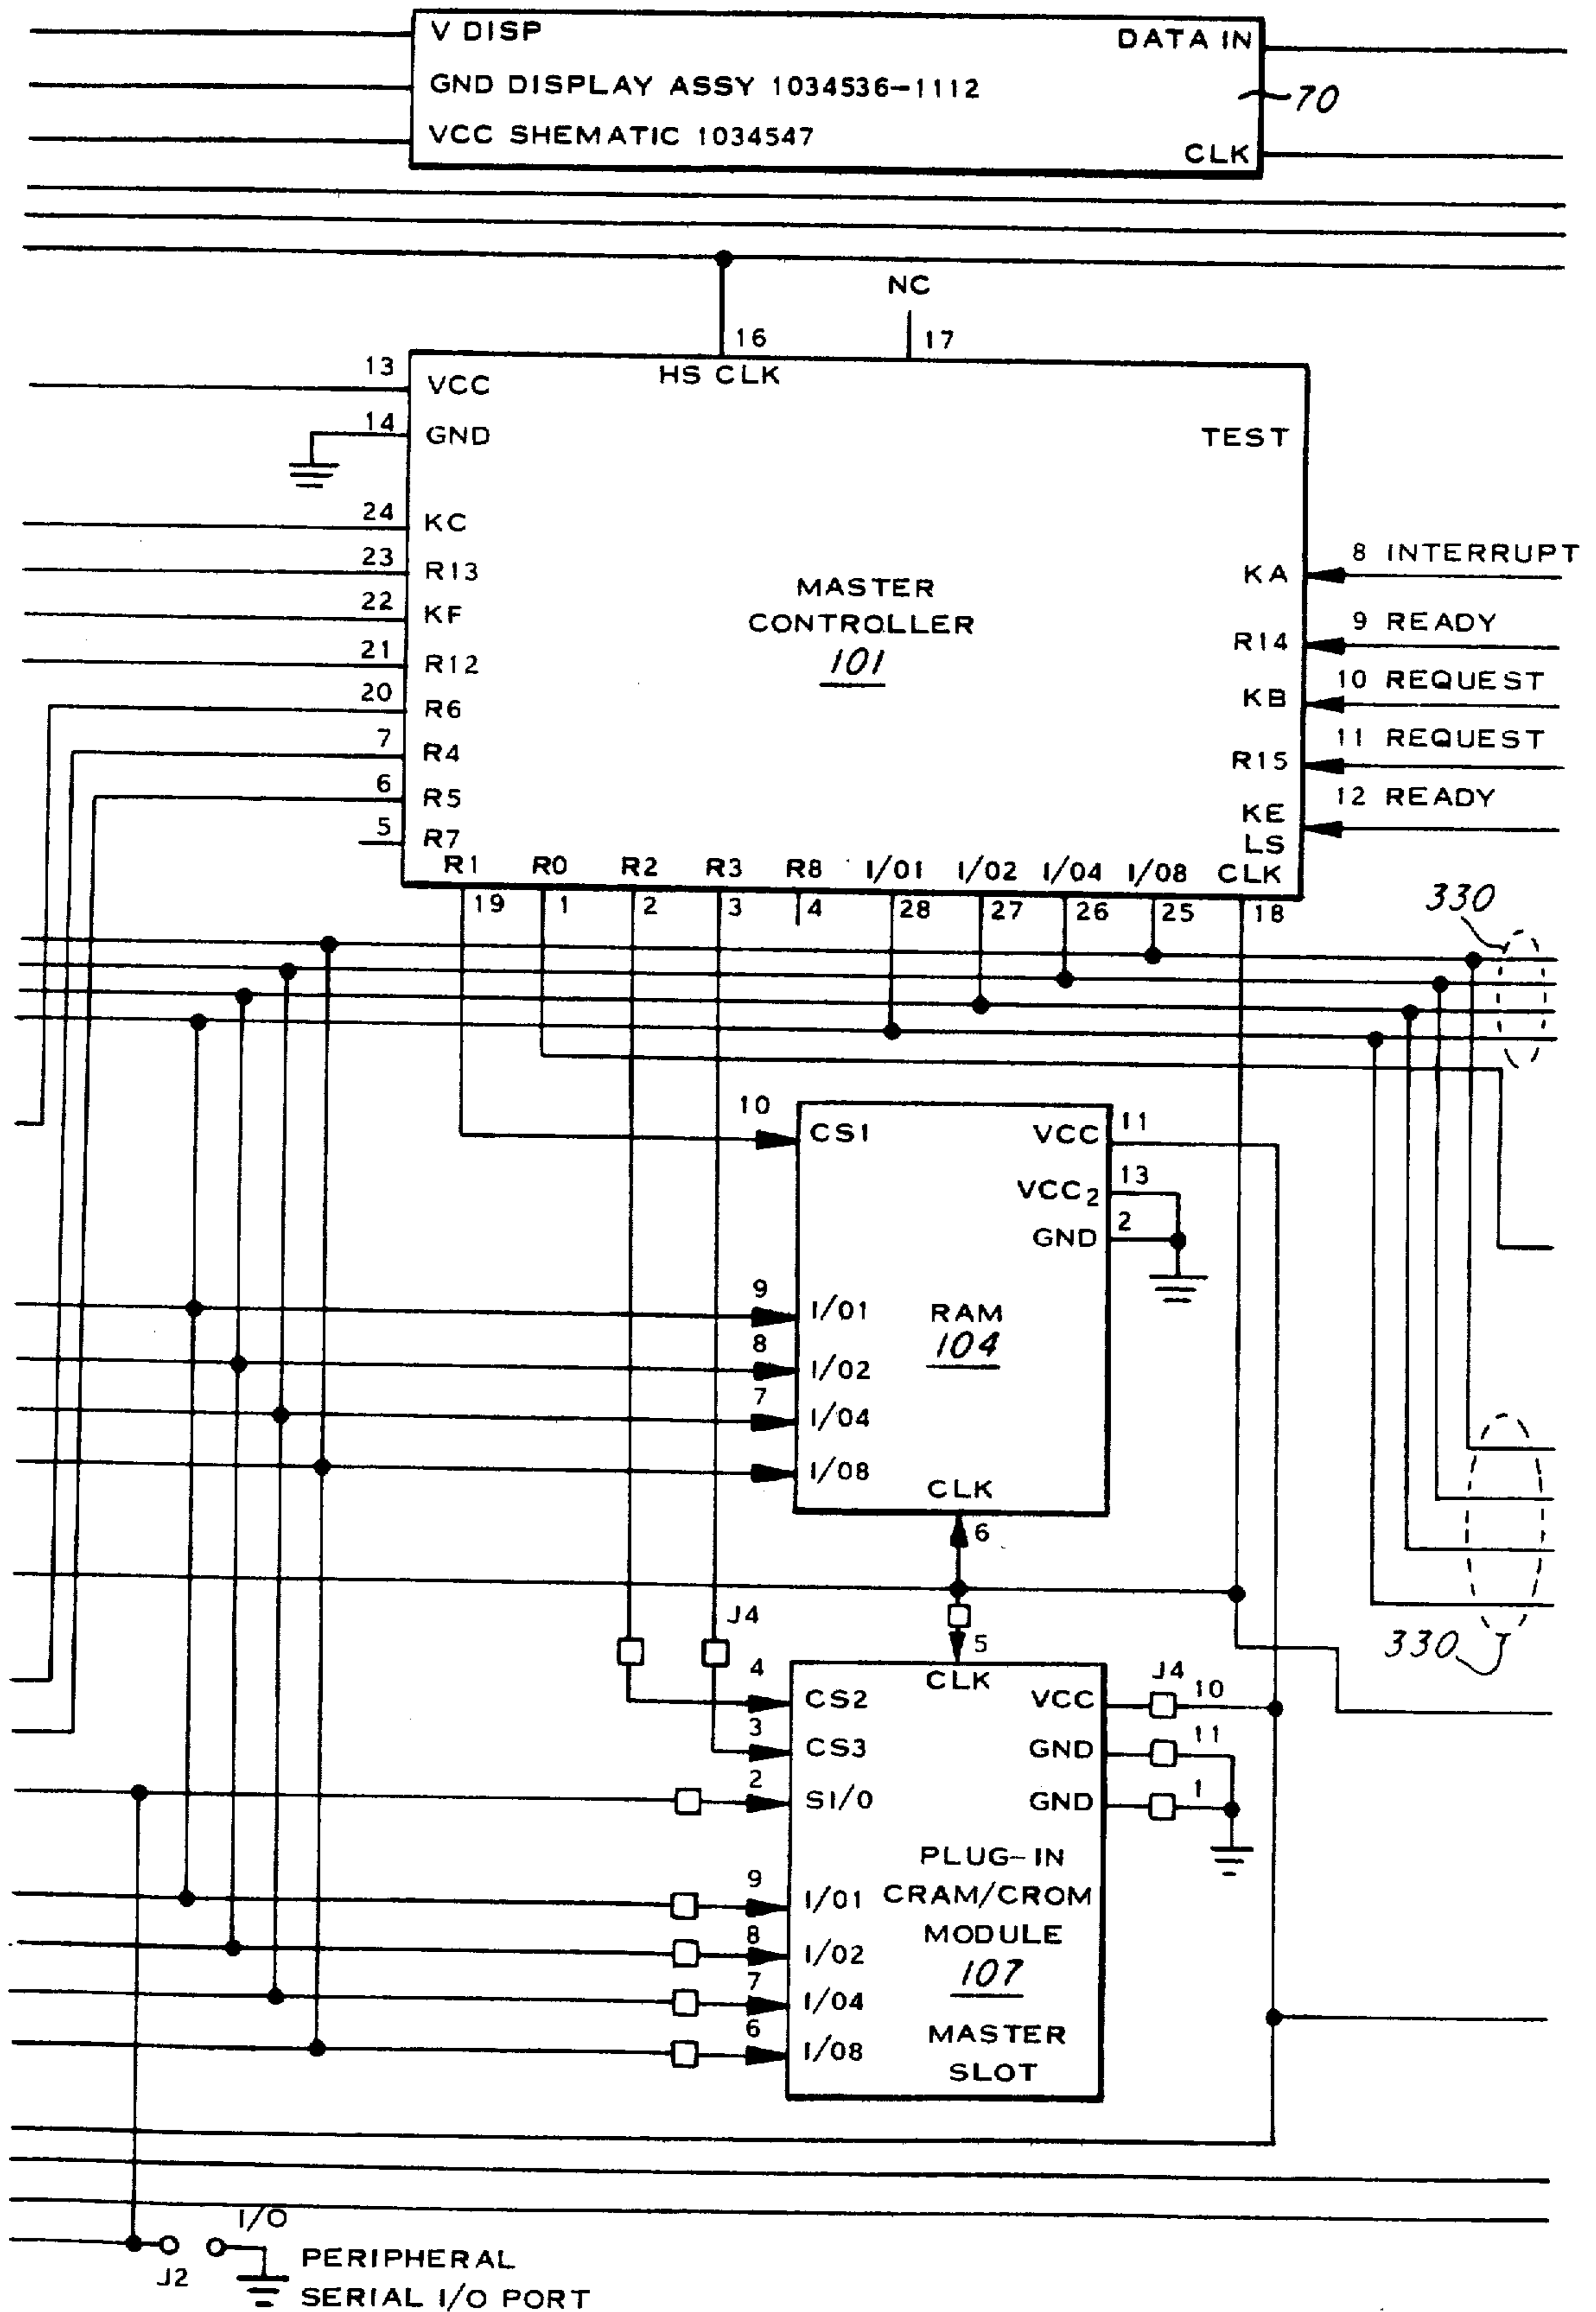 V DISP
DATA IN
GND DISPLAY ASSY 1034536-1112
70
VCC SHEMATIC 1034547
CLK
NC
16
17
HS CLK
13
VCC
14
GND
TEST
24
KC
23
R13
22
KF
21
R12
20
R6
7
R4
6
R5
5
R7
MASTER
CONTROLLER
101
KA
8 INTERRUPT
R14
9 READY
KB
10 REQUEST
R15
11 REQUEST
KE
12 READY
LS
CLK
R1
R0
R2
R3
R8
I/01
I/02
I/04
I/08
19
1
2
3
4
28
27
26
25
18
330
10
CS1
VCC
11
VCC2
13
GND
2
9
I/01
8
I/02
7
I/04
I/08
RAM
104
CLK
6
330
J4
5
CLK
4
CS2
3
CS3
2
SI/0
VCC
J4
10
GND
11
GND
1
9
I/01
8
I/02
7
I/04
6
I/08
PLUG-IN
CRAM/CROM
MODULE
107
MASTER
SLOT
I/O
J2
PERIPHERAL
SERIAL I/O PORT